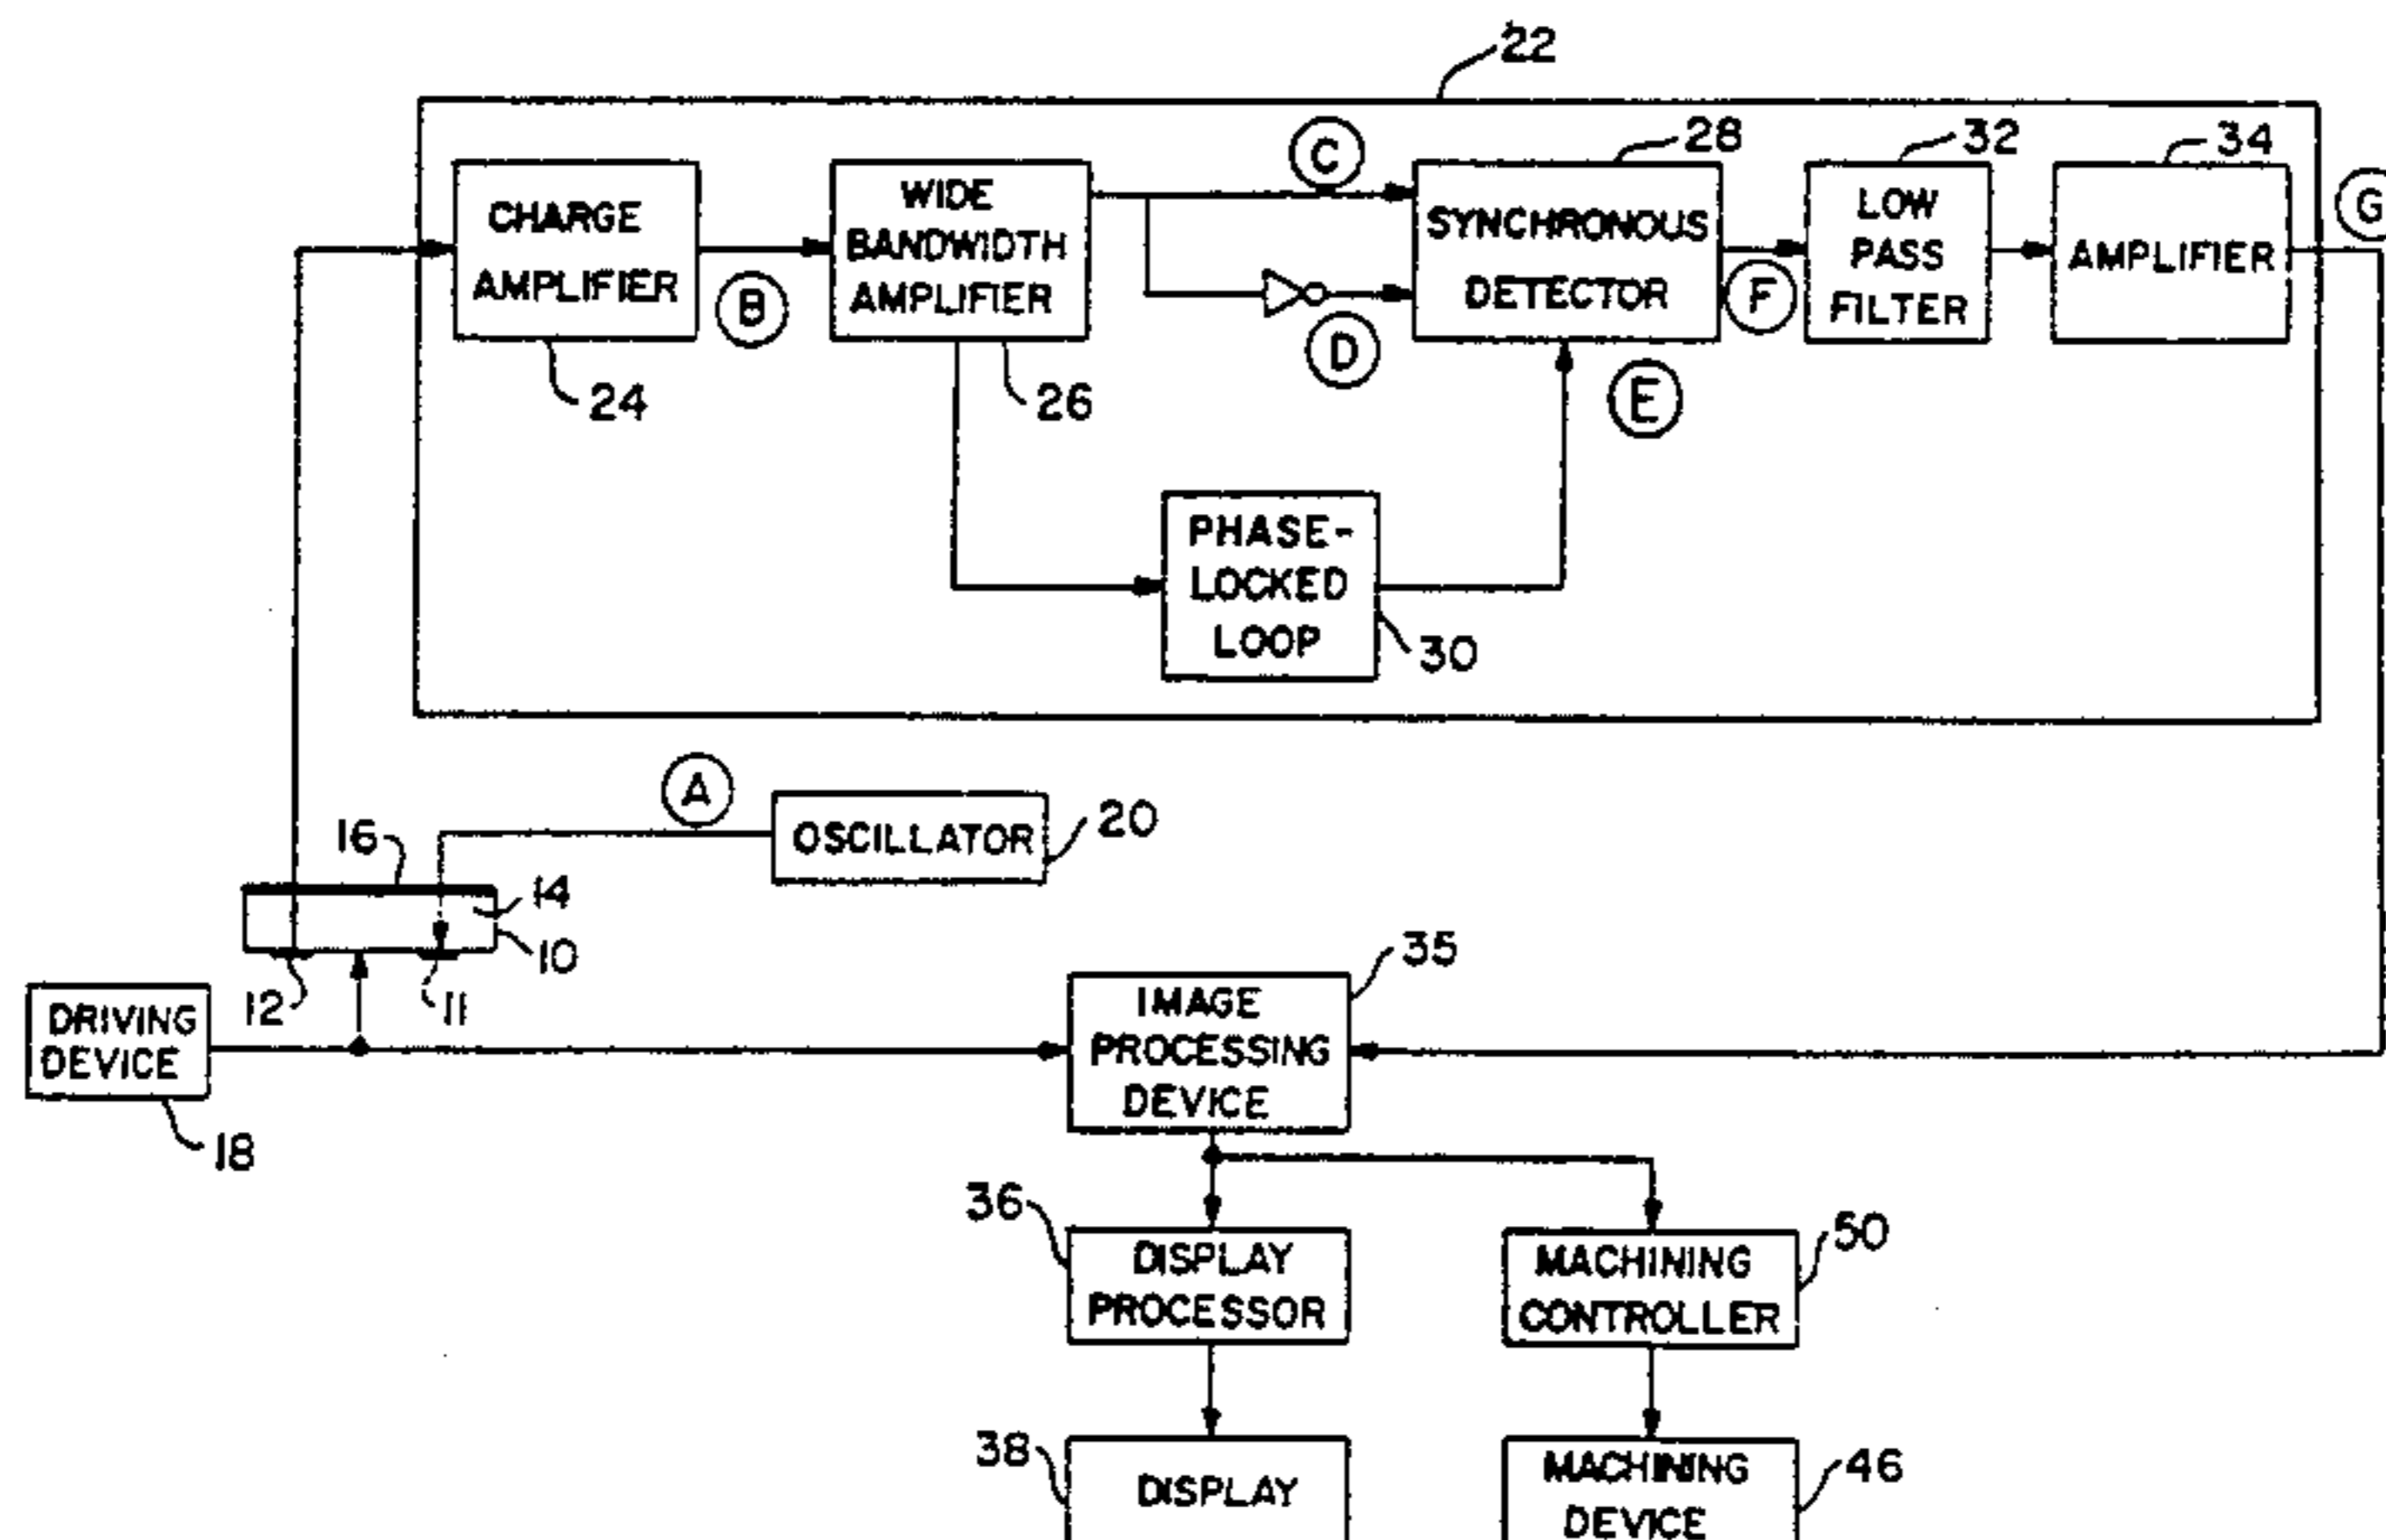 22
CHARGE
AMPLIFIER
24
B
WIDE
BANDWIDTH
AMPLIFIER
26
C
D
28
SYNCHRONOUS
DETECTOR
E
F
32
LOW
PASS
FILTER
34
AMPLIFIER
G
PHASE-
LOCKED
LOOP
30
A
OSCILLATOR
20
16
14
10
12
11
DRIVING
DEVICE
18
35
IMAGE
PROCESSING
DEVICE
36
DISPLAY
PROCESSOR
50
MACHINING
CONTROLLER
38
DISPLAY
46
MACHINING
DEVICE